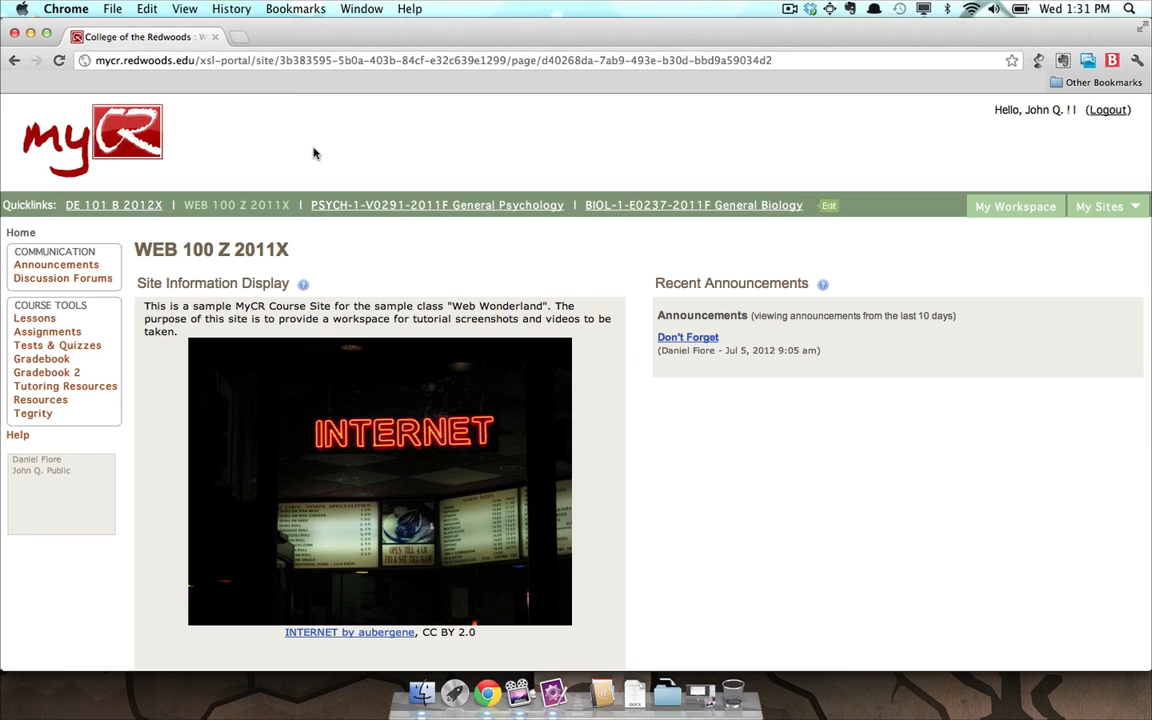 Chrome File Edit View History Bookmarks Window Help Wed 1:31 PM
College of the Redwoods : W
mycr.redwoods.edu/xsl-portal/site/3b383595-5b0a-403b-84cf-e32c639e1299/page/d40268da-7ab9-493e-b30d-bbd9a59034d2
Other Bookmarks
myCR
Hello, John Q. ! | (Logout)
Quicklinks: DE 101 B 2012X | WEB 100 Z 2011X | PSYCH-1-V0291-2011F General Psychology | BIOL-1-E0237-2011F General Biology Edit My Workspace My Sites
Home
COMMUNICATION
Announcements
Discussion Forums
COURSE TOOLS
Lessons
Assignments
Tests & Quizzes
Gradebook
Gradebook 2
Tutoring Resources
Resources
Tegrity
Help
Daniel Fiore
John Q. Public
WEB 100 Z 2011X
Site Information Display
This is a sample MyCR Course Site for the sample class "Web Wonderland". The
purpose of this site is to provide a workspace for tutorial screenshots and videos to be
taken.
INTERNET
OPEN TILL 4AM
INTERNET by aubergene, CC BY 2.0
Recent Announcements
Announcements (viewing announcements from the last 10 days)
Don't Forget
(Daniel Fiore - Jul 5, 2012 9:05 am)